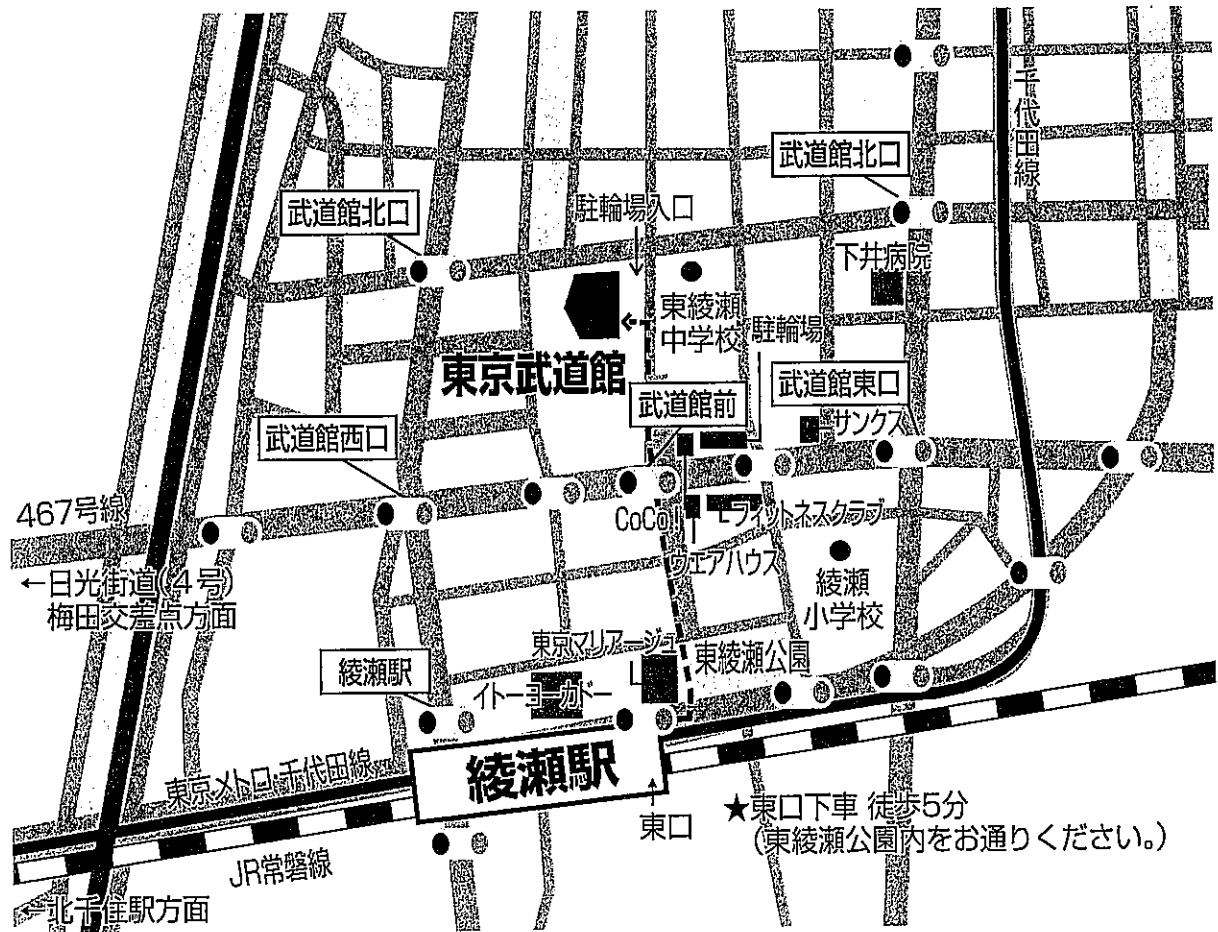 千代田線
武道館北口
武道館北口
駐輪場入口
下井病院
東綾瀬
中学校
駐輪場
東京武道館
武道館東口
武道館前
サンクス
武道館西口
467号線
CoCo
フィットネスクラブ
ウエアハウス
←日光街道(4号)
梅田交差点方面
綾瀬
小学校
東京マリアージュ
東綾瀬公園
綾瀬駅
イトーヨーカドー
綾瀬駅
東京メトロ・千代田線
↑
東口
★東口下車 徒歩5分
(東綾瀬公園内をお通りください。)
JR常磐線
←北千住駅方面